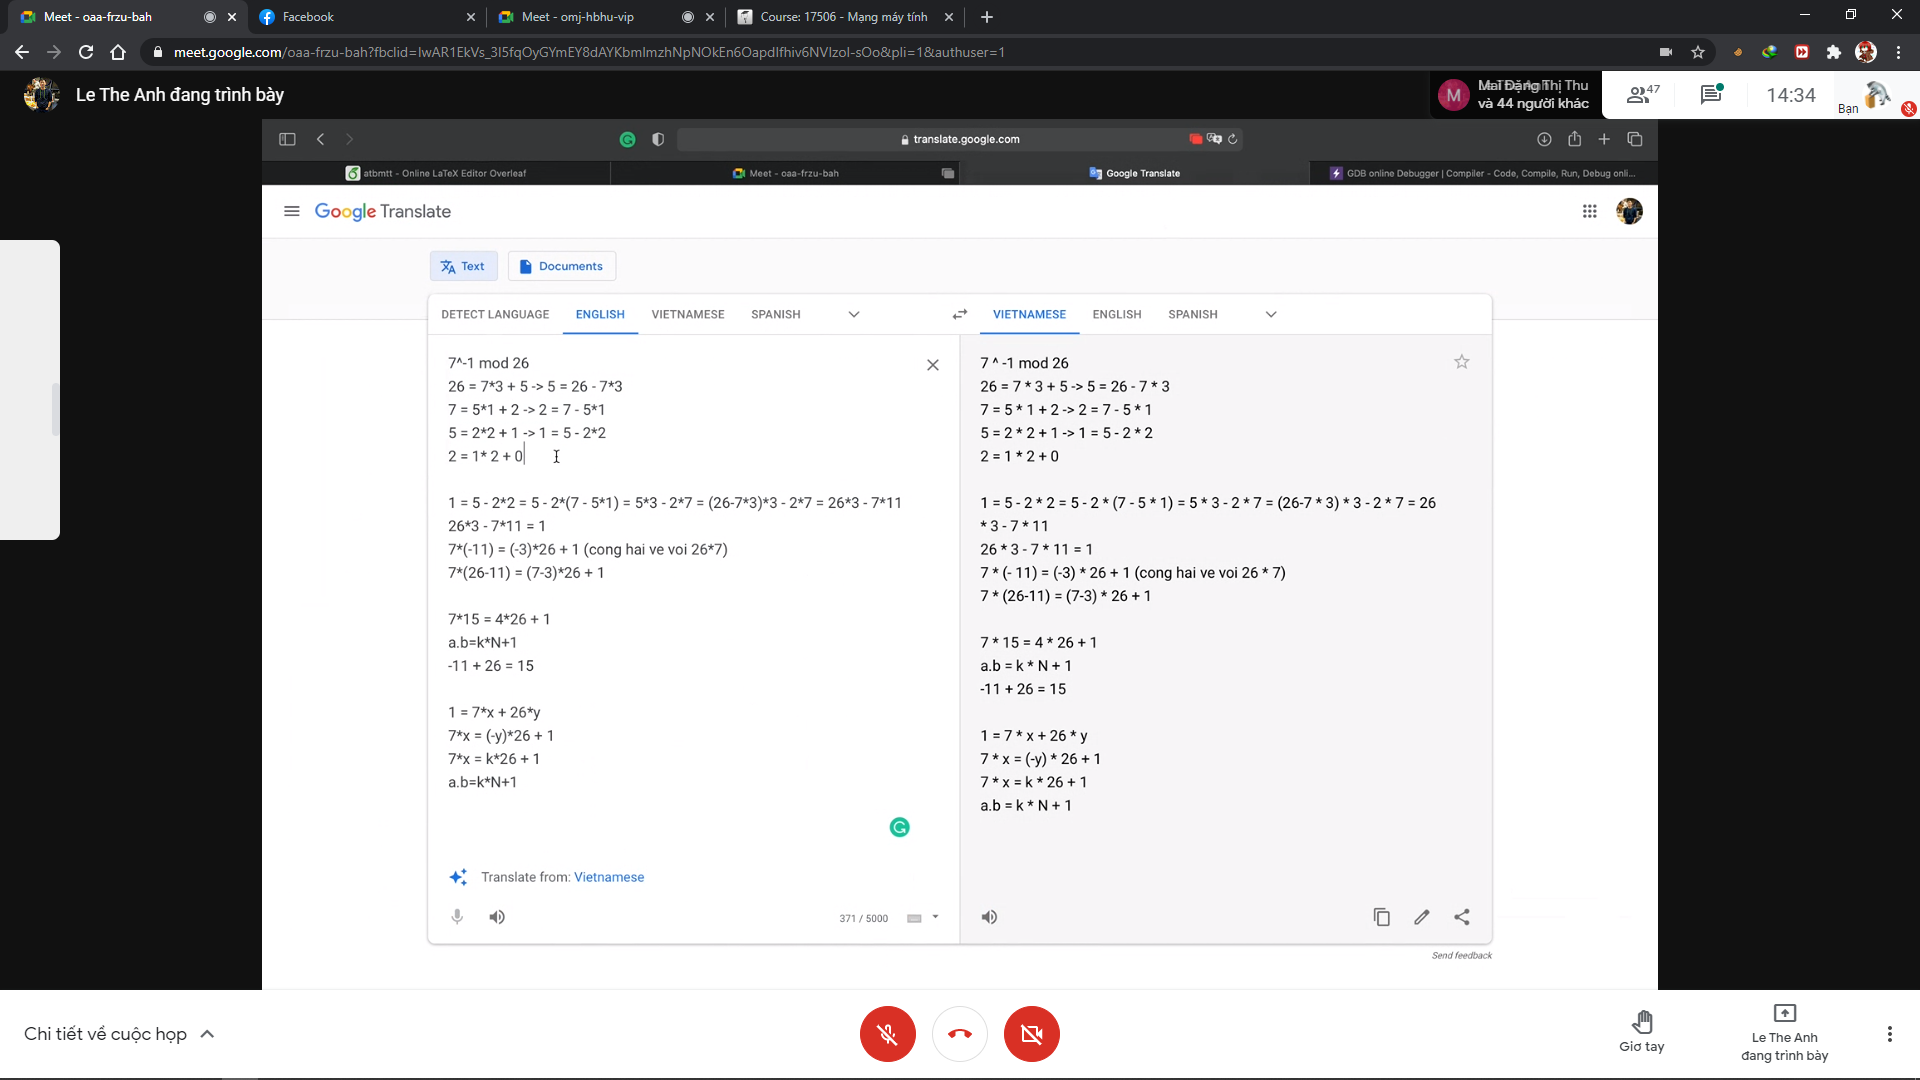 Meet - oaa-frzu-bah
Facebook
Meet - omj-hbhu-vip
Course: 17506 - Mạng máy tính
meet.google.com/oaa-frzu-bah?fbclid=IwAR1EkVs_3I5fqOyGYmEY8dAYKbmImzhNpNOkEn6OapdIfhiv6NVIzoI-sOo&pli=1&authuser=1
Le The Anh đang trình bày
M
Mai Đặng Thị Thu
và 44 người khác
47
14:34
Bạn
translate.google.com
atbmtt - Online LaTeX Editor Overleaf
Meet - oaa-frzu-bah
Google Translate
GDB online Debugger | Compiler - Code, Compile, Run, Debug onli...
Google Translate
Text
Documents
DETECT LANGUAGE
ENGLISH
VIETNAMESE
SPANISH
VIETNAMESE
ENGLISH
SPANISH
7^-1 mod 26
26 = 7*3 + 5 -> 5 = 26 - 7*3
7 = 5*1 + 2 -> 2 = 7 - 5*1
5 = 2*2 + 1 -> 1 = 5 - 2*2
2 = 1* 2 + 0
1 = 5 - 2*2 = 5 - 2*(7 - 5*1) = 5*3 - 2*7 = (26-7*3)*3 - 2*7 = 26*3 - 7*11
26*3 - 7*11 = 1
7*(-11) = (-3)*26 + 1 (cong hai ve voi 26*7)
7*(26-11) = (7-3)*26 + 1
7*15 = 4*26 + 1
a.b=k*N+1
-11 + 26 = 15
1 = 7*x + 26*y
7*x = (-y)*26 + 1
7*x = k*26 + 1
a.b=k*N+1
Translate from: Vietnamese
371 / 5000
7 ^ -1 mod 26
26 = 7 * 3 + 5 -> 5 = 26 - 7 * 3
7 = 5 * 1 + 2 -> 2 = 7 - 5 * 1
5 = 2 * 2 + 1 -> 1 = 5 - 2 * 2
2 = 1 * 2 + 0
1 = 5 - 2 * 2 = 5 - 2 * (7 - 5 * 1) = 5 * 3 - 2 * 7 = (26-7 * 3) * 3 - 2 * 7 = 26
* 3 - 7 * 11
26 * 3 - 7 * 11 = 1
7 * (- 11) = (-3) * 26 + 1 (cong hai ve voi 26 * 7)
7 * (26-11) = (7-3) * 26 + 1
7 * 15 = 4 * 26 + 1
a.b = k * N + 1
-11 + 26 = 15
1 = 7 * x + 26 * y
7 * x = (-y) * 26 + 1
7 * x = k * 26 + 1
a.b = k * N + 1
Send feedback
Chi tiết về cuộc họp
Giơ tay
Le The Anh
đang trình bày